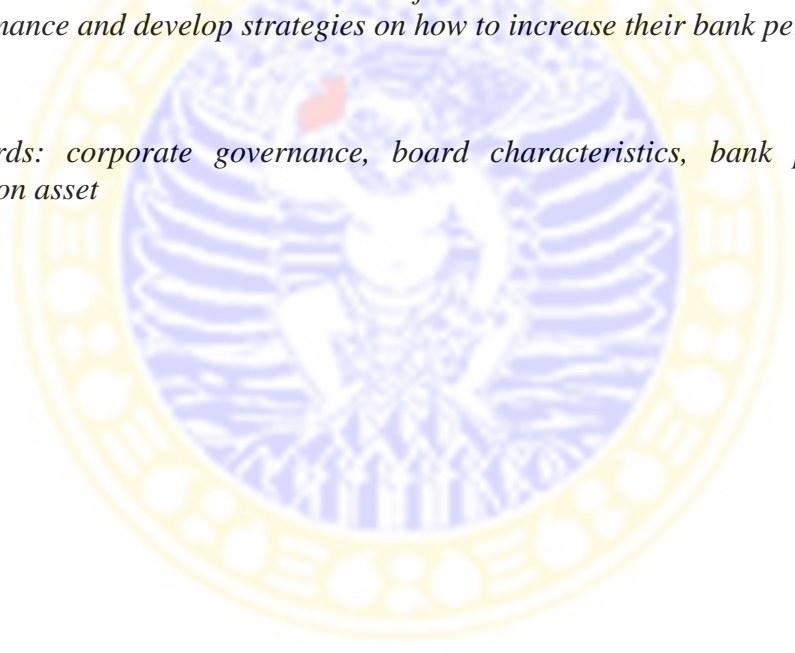 nance and develop strategies on how to increase their bank pe
rds: corporate governance, board characteristics, bank
on asset